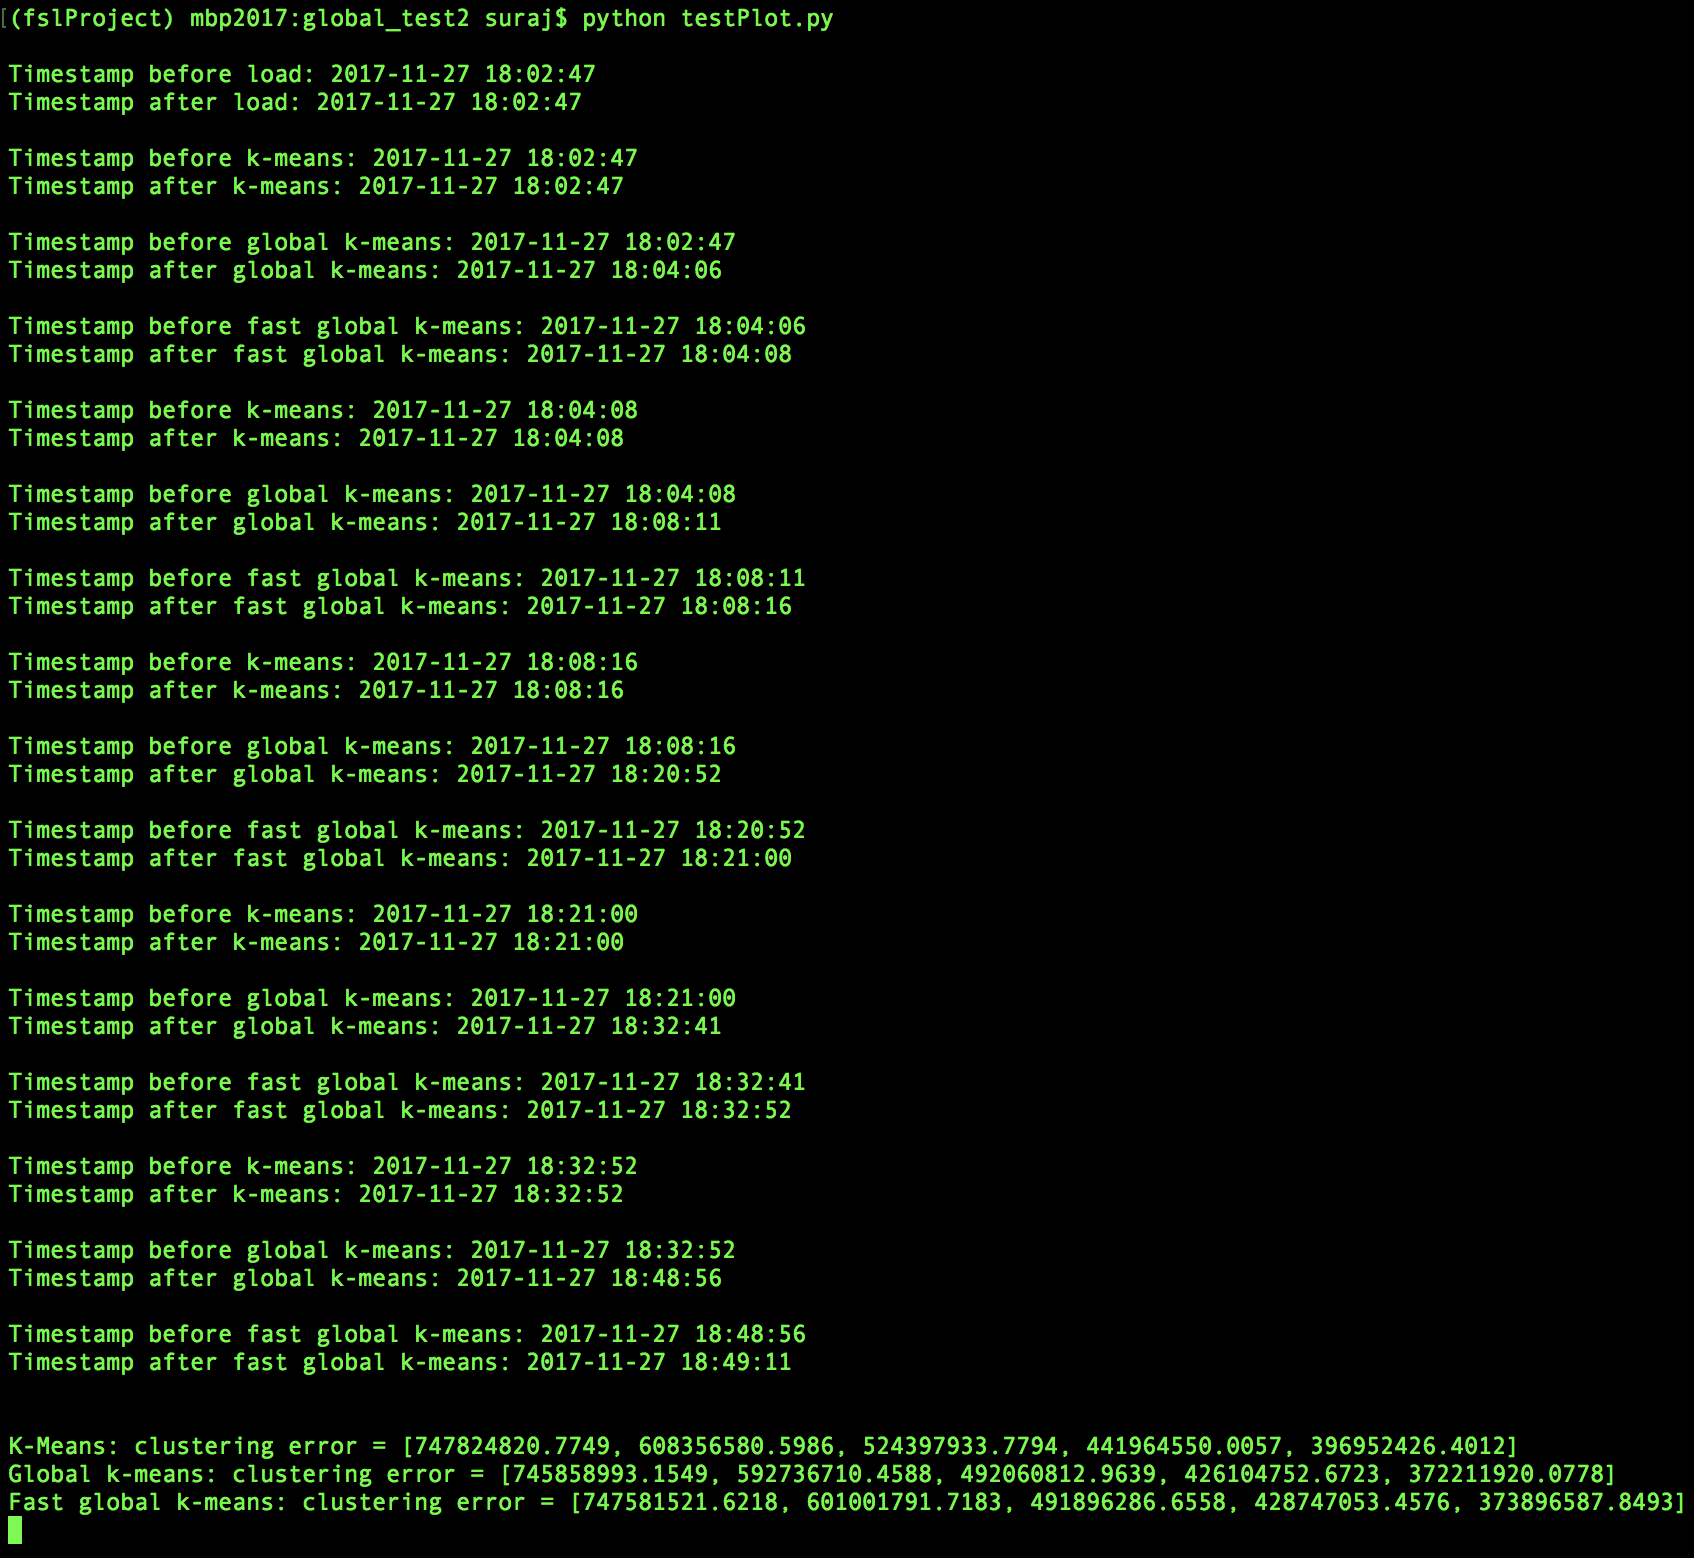 [(fslProject) mbp2017:global_test2 suraj$ python testPlot.py
Timestamp before load: 2017-11-27 18:02:47
Timestamp after load: 2017-11-27 18:02:47
Timestamp before k-means: 2017-11-27 18:02:47
Timestamp after k-means: 2017-11-27 18:02:47
Timestamp before global k-means: 2017-11-27 18:02:47
Timestamp after global k-means: 2017-11-27 18:04:06
Timestamp before fast global k-means: 2017-11-27 18:04:06
Timestamp after fast global k-means: 2017-11-27 18:04:08
Timestamp before k-means: 2017-11-27 18:04:08
Timestamp after k-means: 2017-11-27 18:04:08
Timestamp before global k-means: 2017-11-27 18:04:08
Timestamp after global k-means: 2017-11-27 18:08:11
Timestamp before fast global k-means: 2017-11-27 18:08:11
Timestamp after fast global k-means: 2017-11-27 18:08:16
Timestamp before k-means: 2017-11-27 18:08:16
Timestamp after k-means: 2017-11-27 18:08:16
Timestamp before global k-means: 2017-11-27 18:08:16
Timestamp after global k-means: 2017-11-27 18:20:52
Timestamp before fast global k-means: 2017-11-27 18:20:52
Timestamp after fast global k-means: 2017-11-27 18:21:00
Timestamp before k-means: 2017-11-27 18:21:00
Timestamp after k-means: 2017-11-27 18:21:00
Timestamp before global k-means: 2017-11-27 18:21:00
Timestamp after global k-means: 2017-11-27 18:32:41
Timestamp before fast global k-means: 2017-11-27 18:32:41
Timestamp after fast global k-means: 2017-11-27 18:32:52
Timestamp before k-means: 2017-11-27 18:32:52
Timestamp after k-means: 2017-11-27 18:32:52
Timestamp before global k-means: 2017-11-27 18:32:52
Timestamp after global k-means: 2017-11-27 18:48:56
Timestamp before fast global k-means: 2017-11-27 18:48:56
Timestamp after fast global k-means: 2017-11-27 18:49:11
K-Means: clustering error = [747824820.7749, 608356580.5986, 524397933.7794, 441964550.0057, 396952426.4012]
Global k-means: clustering error = [745858993.1549, 592736710.4588, 492060812.9639, 426104752.6723, 372211920.0778]
Fast global k-means: clustering error = [747581521.6218, 601001791.7183, 491896286.6558, 428747053.4576, 373896587.8493]